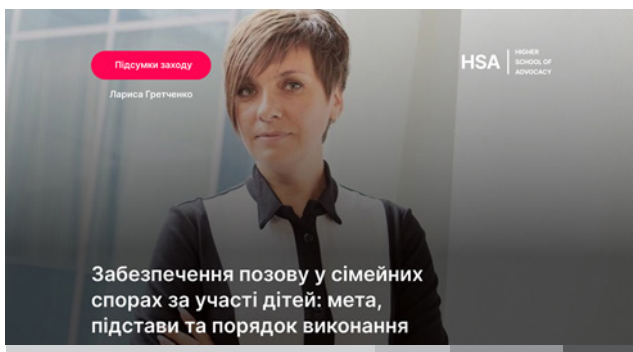 Підсумки заходу
Лариса Гретченко
HSA
HIGHER
SCHOOL OF
ADVOCACY
Забезпечення позову у сімейних
спорах за участі дітей: мета,
підстави та порядок виконання